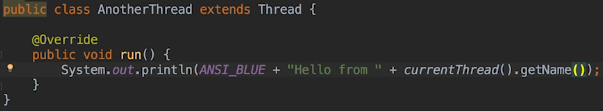 public class AnotherThread extends Thread {
@Override
public void run() {
System.out.println(ANSI_BLUE + "Hello from " + currentThread().getName());
}
}